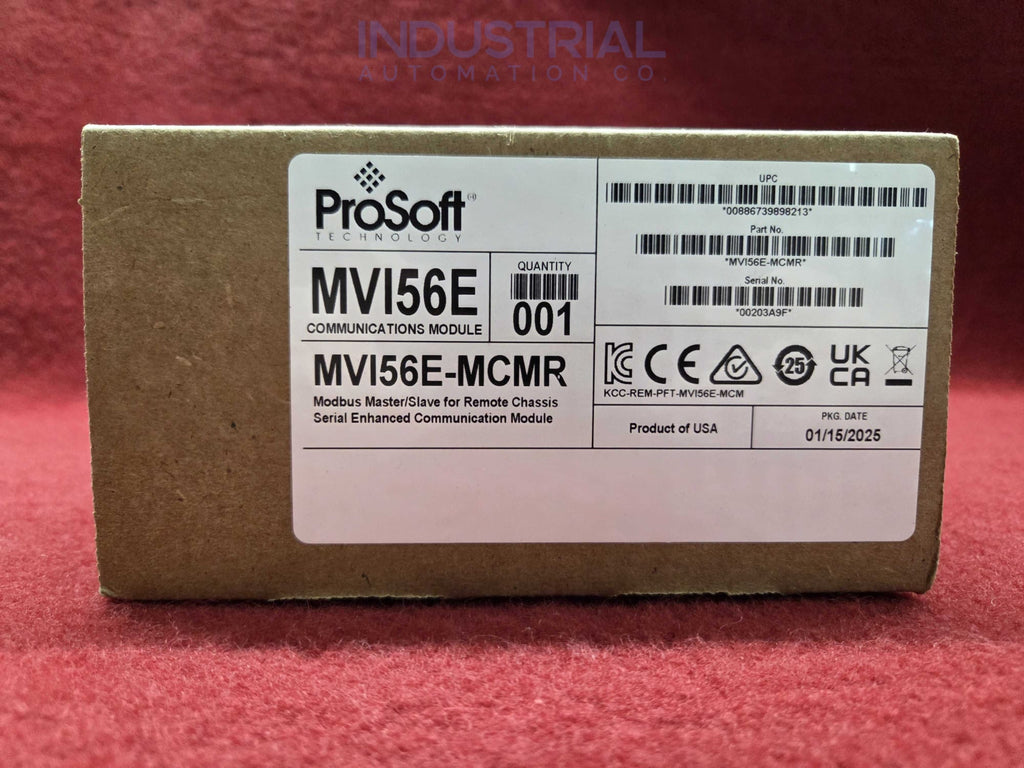 INDUSTRIAL
AUTOMATION CO.
ProSoft
TECHNOLOGY
MVI56E
COMMUNICATIONS MODULE
QUANTITY
001
MVI56E-MCMR
Modbus Master/Slave for Remote Chassis
Serial Enhanced Communication Module
UPC
*00886739898213*
Part No.
*MVI56E-MCMR*
Serial No.
*00203A9F*
CE 25 UK
CA
KCC-REM-PFT-MVI56E-MCM
Product of USA
PKG. DATE
01/15/2025